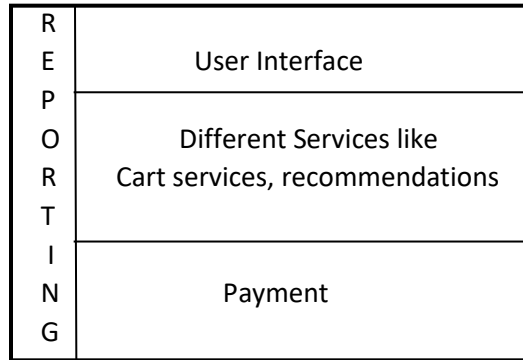 R
E
P
O
R
T
I
N
G
User Interface
Different Services like
Cart services, recommendations
Payment